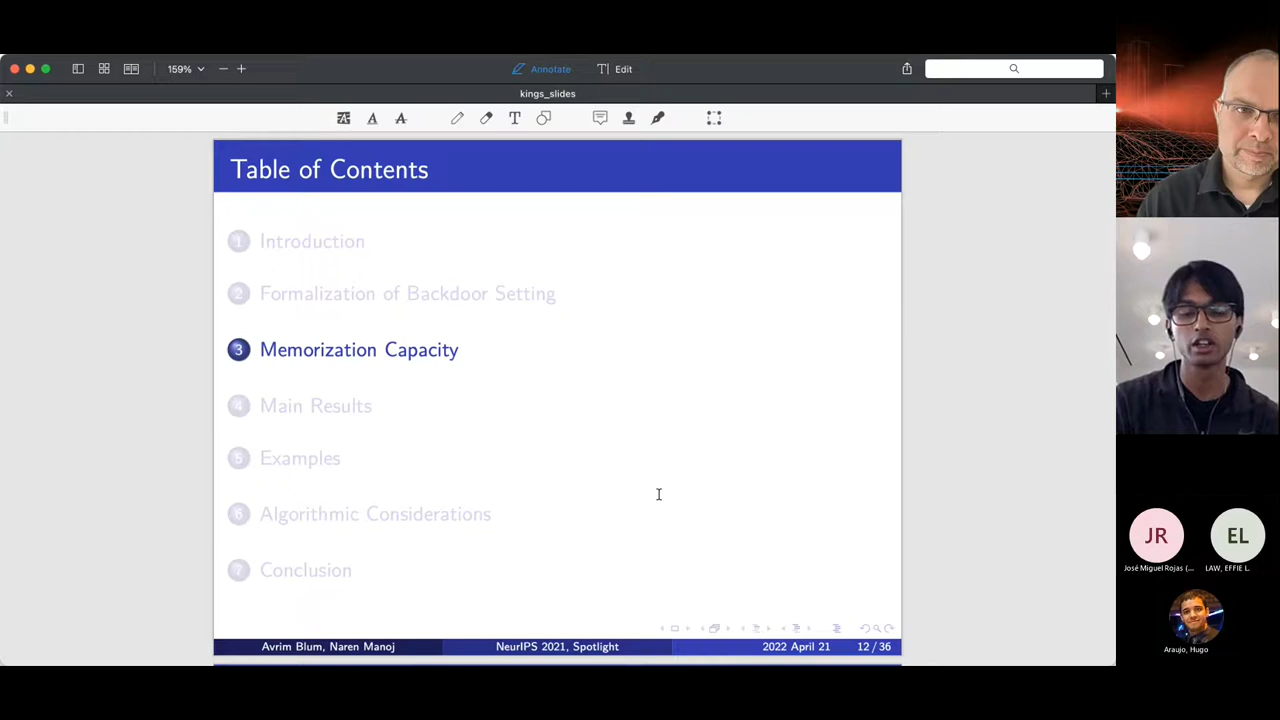 159%
Annotate
Edit
kings_slides
Table of Contents
1 Introduction
2 Formalization of Backdoor Setting
3 Memorization Capacity
4 Main Results
5 Examples
6 Algorithmic Considerations
7 Conclusion
Avrim Blum, Naren Manoj
NeurIPS 2021, Spotlight
2022 April 21
12 / 36
JR
EL
José Miguel Rojas (...
LAW, EFFIE L.
Araujo, Hugo